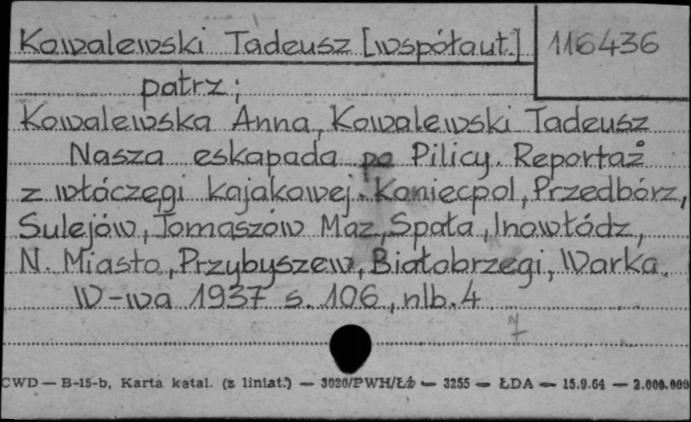 Kowalewski Tadeusz [współaut.] 116436
patrz;
Kowalewska Anna, Kowalewski Tadeusz
Nasza eskapada po Pilicy. Reportaż
z włóczęgi kajakowej. Koniecpol, Przedbórz,
Sulejów, Tomaszów Maz, Spała, Inowłódz,
N. Miasto, Przybyszew, Białobrzegi, Warka.
W-wa 1937 s. 106, nlb. 4
CWD — B-15-b, Karta katal. (z liniat.) — 3020/PWH/Łż — 3255 — ŁDA — 15.9.64 — 2.000.000